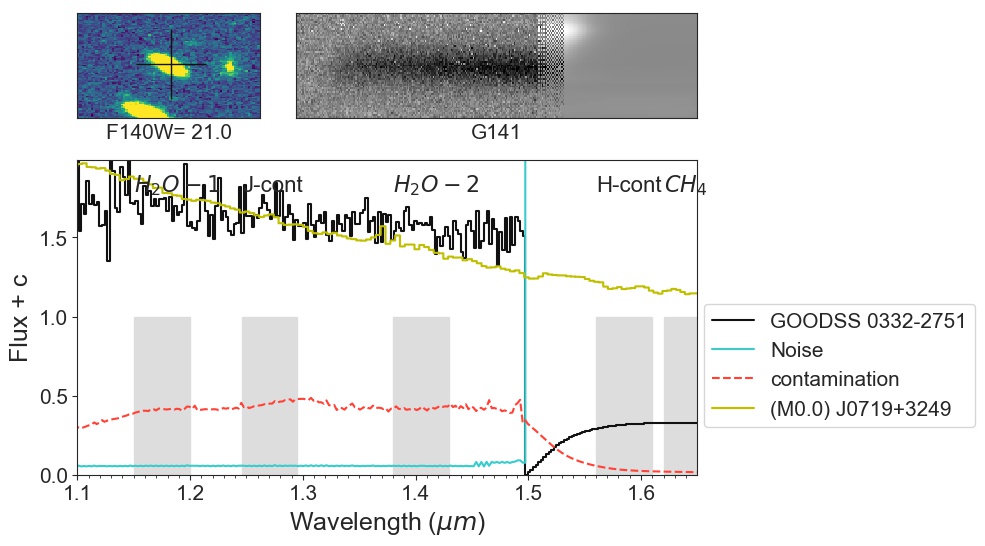 F140W= 21.0
G141
H₂O − 1 J-cont H₂O − 2 H-cont CH₄
Flux + c
1.5
1.0
0.5
0.0
1.1 1.2 1.3 1.4 1.5 1.6
Wavelength (μm)
GOODSS 0332-2751
Noise
contamination
(M0.0) J0719+3249